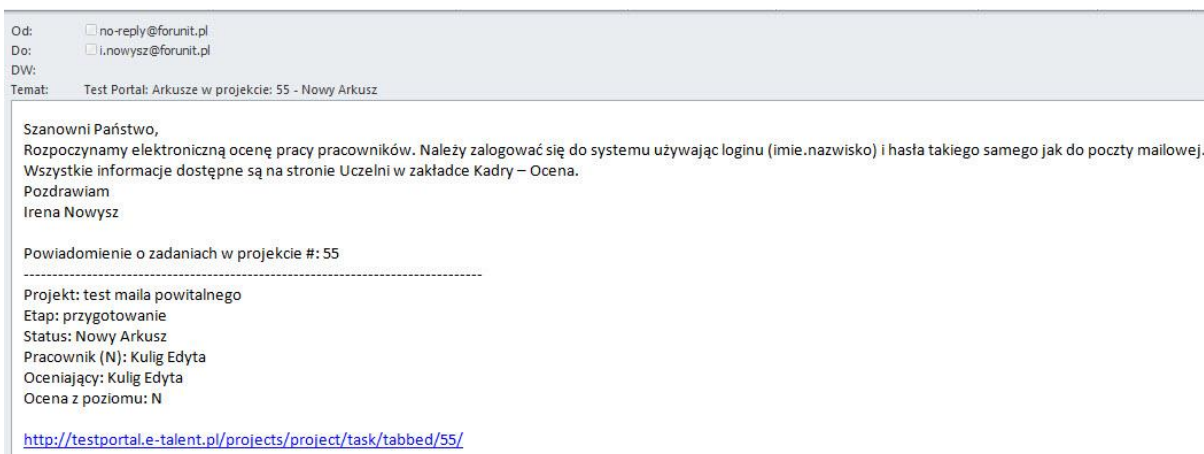 Od: no-reply@forunit.pl
Do: i.nowysz@forunit.pl
DW:
Temat: Test Portal: Arkusze w projekcie: 55 - Nowy Arkusz
Szanowni Państwo,
Rozpoczynamy elektroniczną ocenę pracy pracowników. Należy zalogować się do systemu używając loginu (imie.nazwisko) i hasła takiego samego jak do poczty mailowej.
Wszystkie informacje dostępne są na stronie Uczelni w zakładce Kadry – Ocena.
Pozdrawiam
Irena Nowysz
Powiadomienie o zadaniach w projekcie #: 55
--------------------------------------------------------------------------------
Projekt: test maila powitalnego
Etap: przygotowanie
Status: Nowy Arkusz
Pracownik (N): Kulig Edyta
Oceniający: Kulig Edyta
Ocena z poziomu: N
http://testportal.e-talent.pl/projects/project/task/tabbed/55/